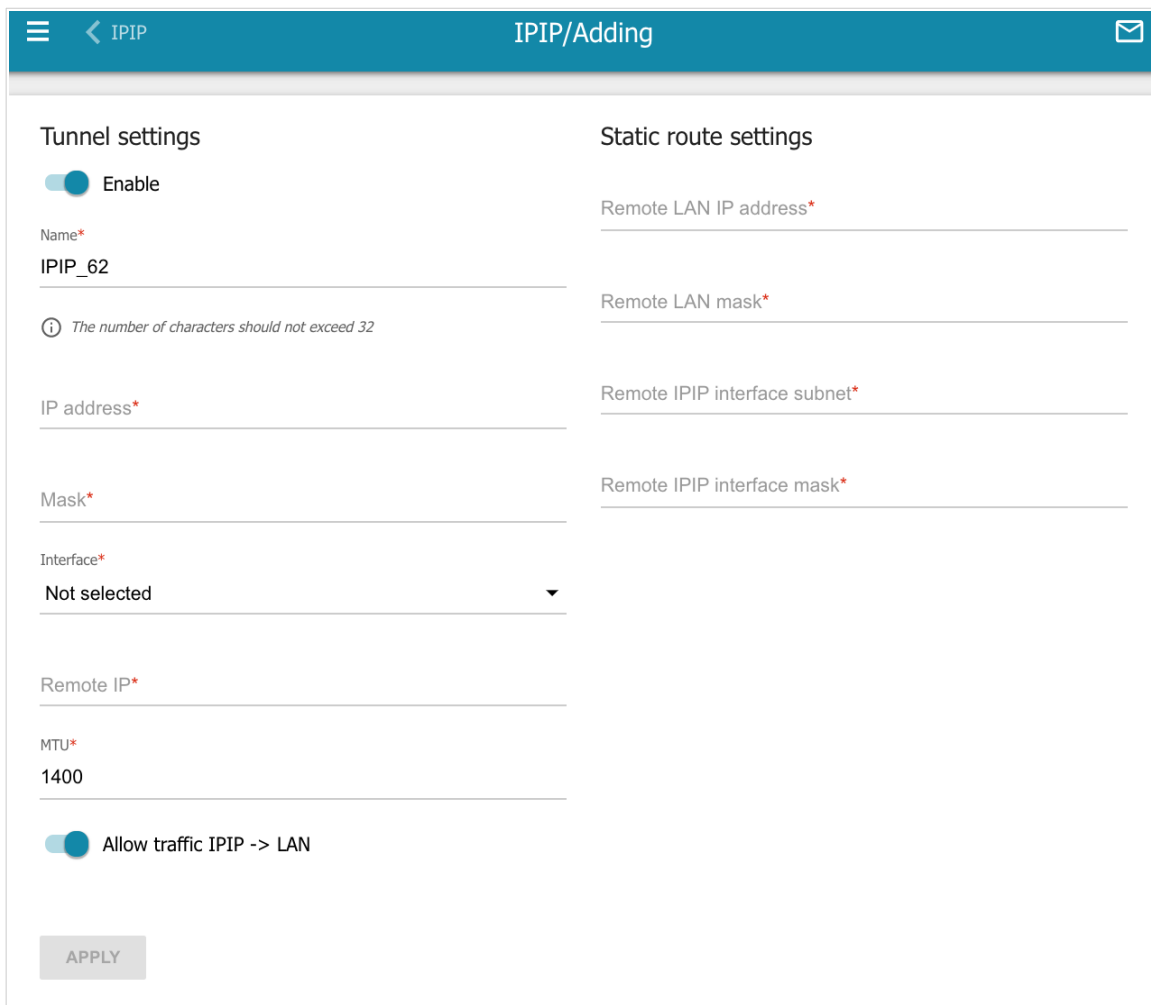 IPIP
IPIP/Adding
Tunnel settings
Enable
Name*
IPIP_62
The number of characters should not exceed 32
IP address*
Mask*
Interface*
Not selected
Remote IP*
MTU*
1400
Allow traffic IPIP -> LAN
APPLY
Static route settings
Remote LAN IP address*
Remote LAN mask*
Remote IPIP interface subnet*
Remote IPIP interface mask*